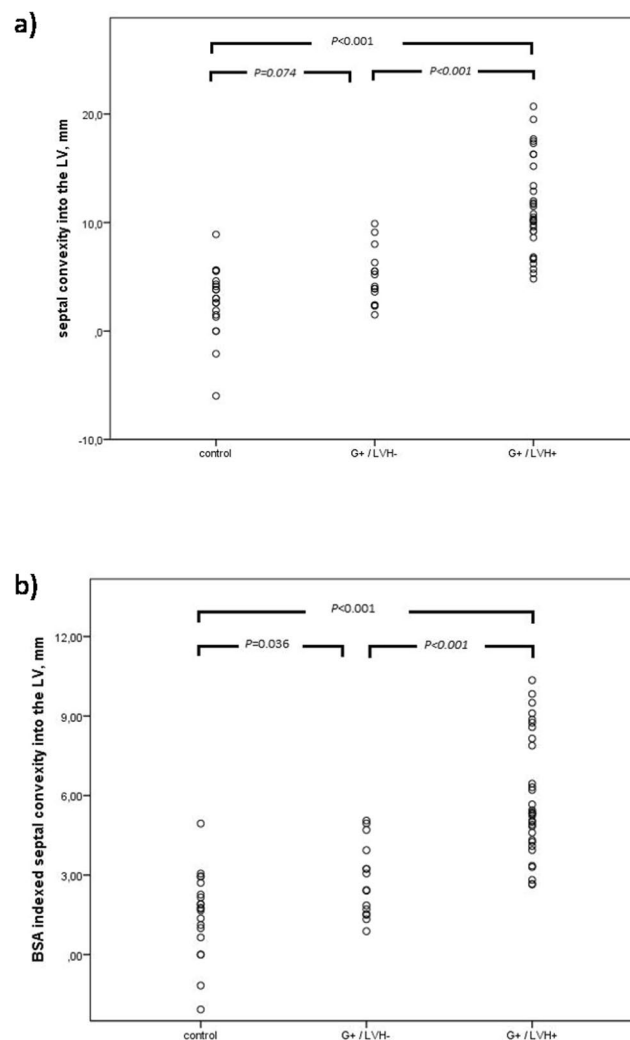 a)
P<0.001
P=0.074
P<0.001
20,0
10,0
,0
-10,0
septal convexity into the LV, mm
control
G+ / LVH-
G+ / LVH+
b)
P<0.001
P=0.036
P<0.001
12,00
9,00
6,00
3,00
,00
BSA indexed septal convexity into the LV, mm
control
G+ / LVH-
G+ / LVH+